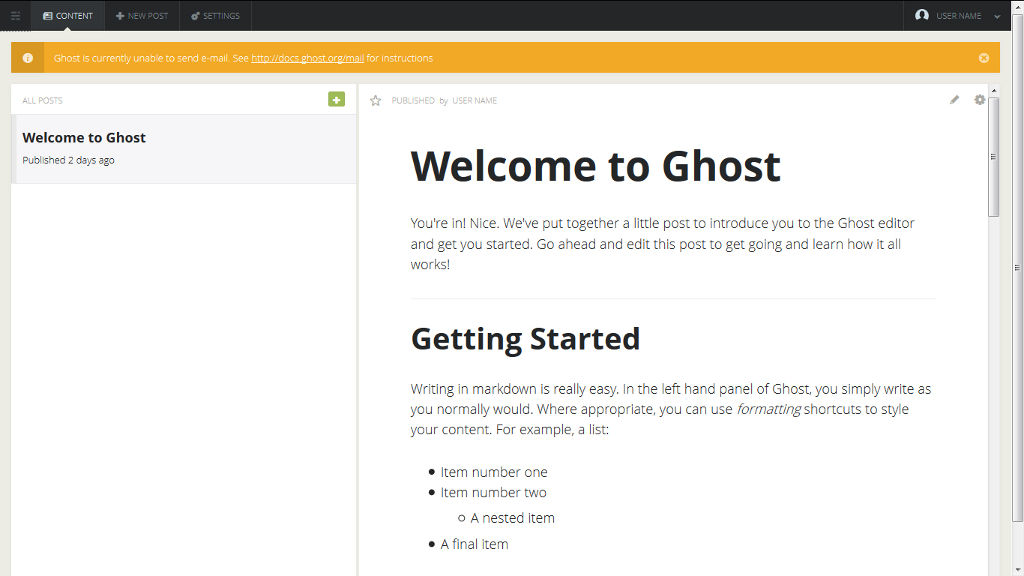 CONTENT NEW POST SETTINGS USER NAME
Ghost is currently unable to send e-mail. See http://docs.ghost.org/mail for instructions
ALL POSTS
Welcome to Ghost
Published 2 days ago
PUBLISHED by USER NAME
Welcome to Ghost
You're in! Nice. We've put together a little post to introduce you to the Ghost editor
and get you started. Go ahead and edit this post to get going and learn how it all
works!
Getting Started
Writing in markdown is really easy. In the left hand panel of Ghost, you simply write as
you normally would. Where appropriate, you can use formatting shortcuts to style
your content. For example, a list:
Item number one
Item number two
A nested item
A final item